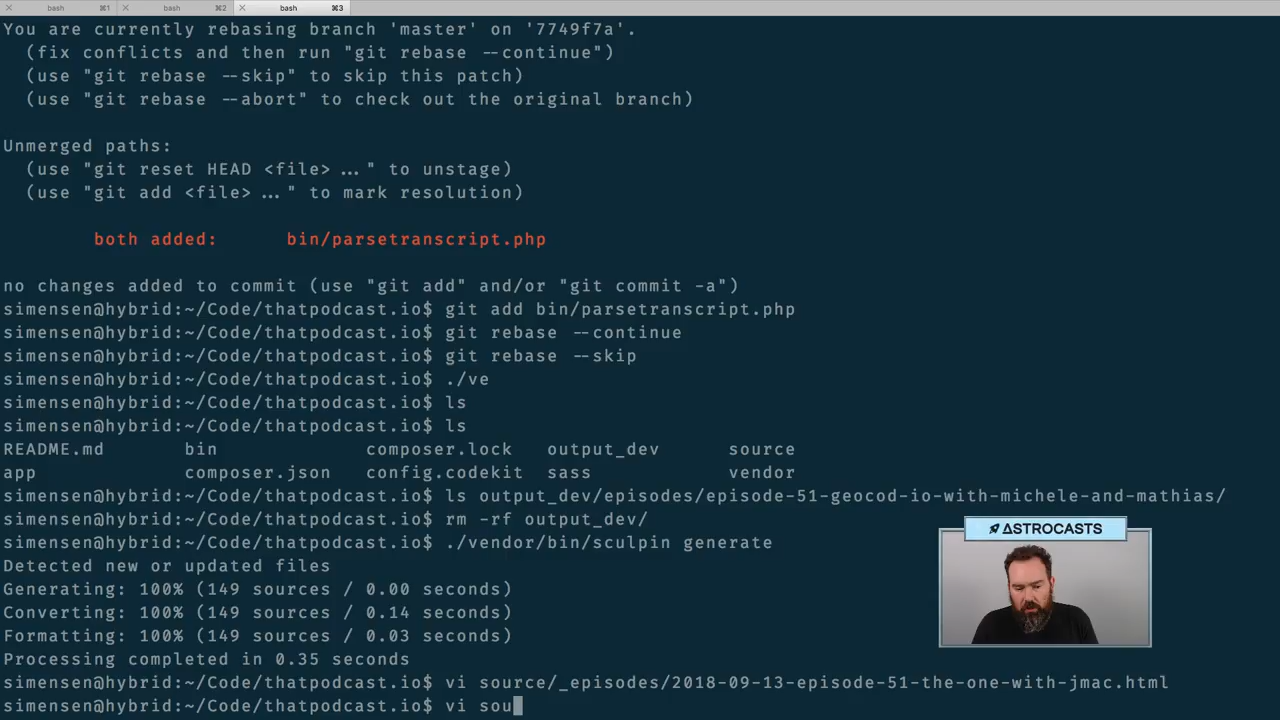 bash ⌘1 bash ⌘2 bash ⌘3
You are currently rebasing branch 'master' on '7749f7a'.
(fix conflicts and then run "git rebase --continue")
(use "git rebase --skip" to skip this patch)
(use "git rebase --abort" to check out the original branch)
Unmerged paths:
(use "git reset HEAD <file>..." to unstage)
(use "git add <file>..." to mark resolution)
both added: bin/parsetranscript.php
no changes added to commit (use "git add" and/or "git commit -a")
simensen@hybrid:~/Code/thatpodcast.io$ git add bin/parsetranscript.php
simensen@hybrid:~/Code/thatpodcast.io$ git rebase --continue
simensen@hybrid:~/Code/thatpodcast.io$ git rebase --skip
simensen@hybrid:~/Code/thatpodcast.io$ ./ve
simensen@hybrid:~/Code/thatpodcast.io$ ls
simensen@hybrid:~/Code/thatpodcast.io$ ls
README.md bin composer.lock output_dev source
app composer.json config.codekit sass vendor
simensen@hybrid:~/Code/thatpodcast.io$ ls output_dev/episodes/episode-51-geocod-io-with-michele-and-mathias/
simensen@hybrid:~/Code/thatpodcast.io$ rm -rf output_dev/
simensen@hybrid:~/Code/thatpodcast.io$ ./vendor/bin/sculpin generate
Detected new or updated files
Generating: 100% (149 sources / 0.00 seconds)
Converting: 100% (149 sources / 0.14 seconds)
Formatting: 100% (149 sources / 0.03 seconds)
Processing completed in 0.35 seconds
simensen@hybrid:~/Code/thatpodcast.io$ vi source/_episodes/2018-09-13-episode-51-the-one-with-jmac.html
simensen@hybrid:~/Code/thatpodcast.io$ vi sou
ΔSTROCASTS